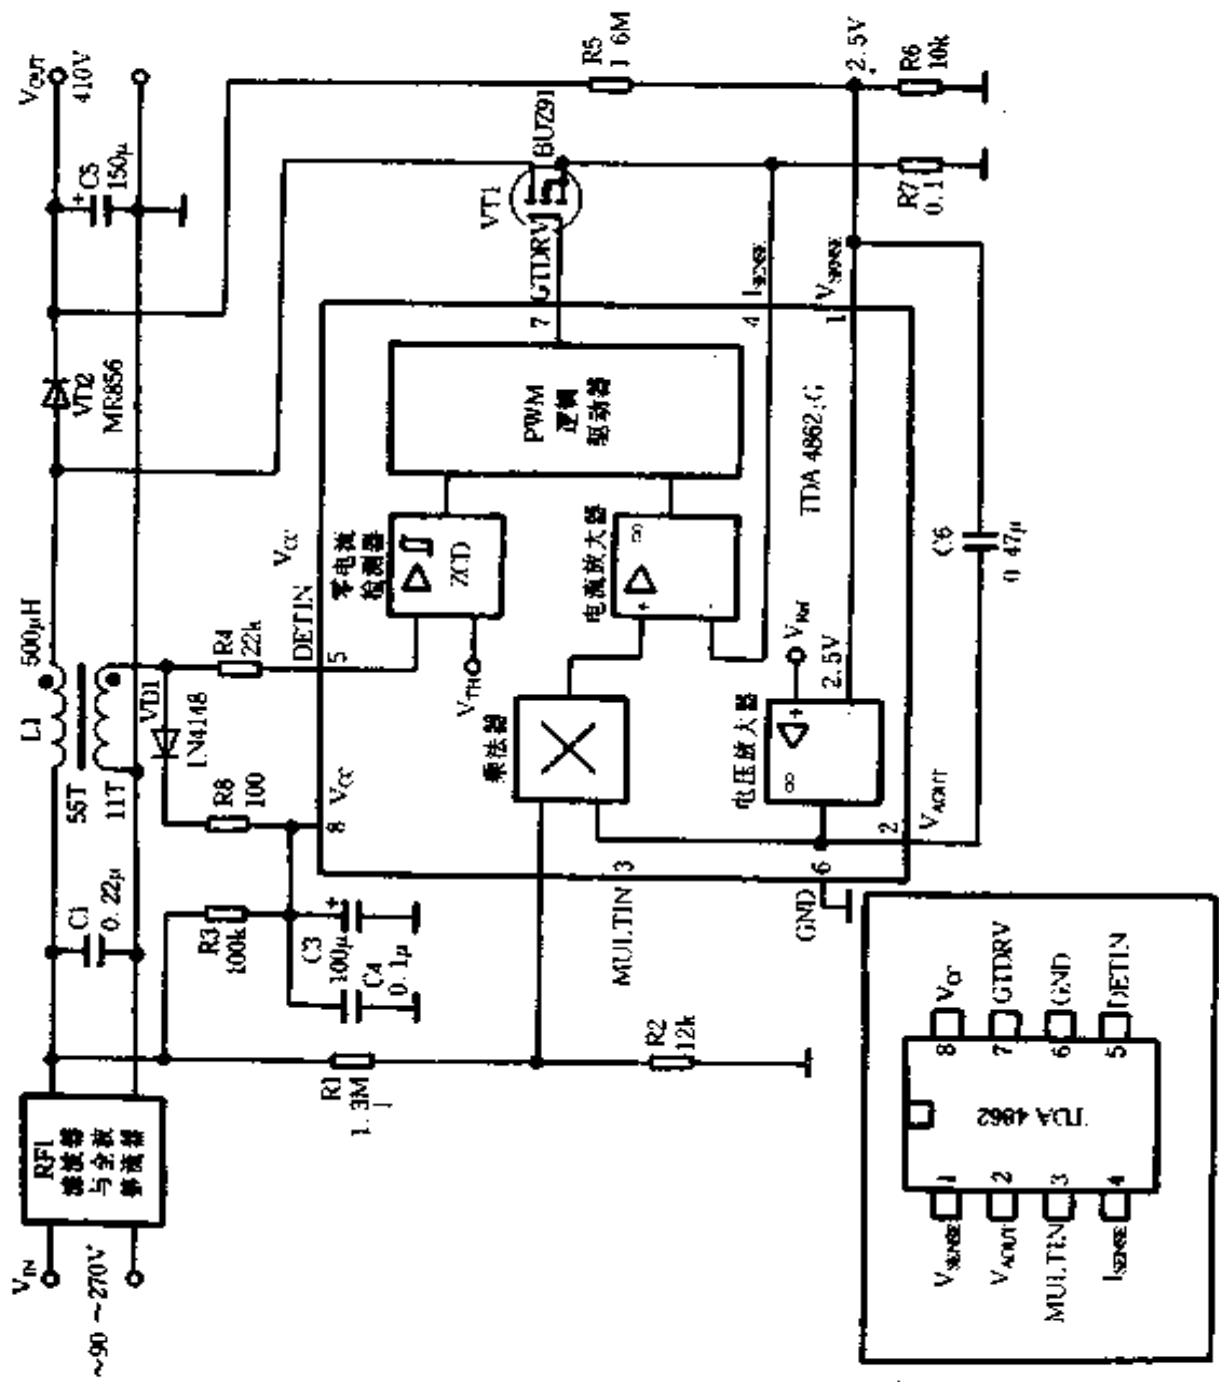 V_IN
~90~270V
RFI
滤波器
与全波
整流器
C1
0.22μ
L1
500μH
56T
11T
VD1
1N4148
R8
100
R4
22k
VD2
MR856
C5
+
150μ
V_OUT
410V
R3
100k
C3
+
100μ
C4
0.1μ
R1
1.3M
R2
12k
8
V_CC
5
DETIN
V_CC
零电流
检测器
ZCD
V_TH
PWM
逻辑
驱动器
7
GTDRV
VT1
BUZ91
R5
1.6M
2.5V
R6
10k
R7
0.1
乘法器
电流放大器
+
-
∞
4
I_SENSE
1
V_SENSE
TDA 4862;G
电压放大器
∞
+
V_Ref
2.5V
3
MULTIN
6
GND
2
V_AOUT
C6
0.47μ
V_SENSE
V_AOUT
MULTIN
I_SENSE
1
2
3
4
TDA 4862
8
7
6
5
V_CC
GTDRV
GND
DETIN